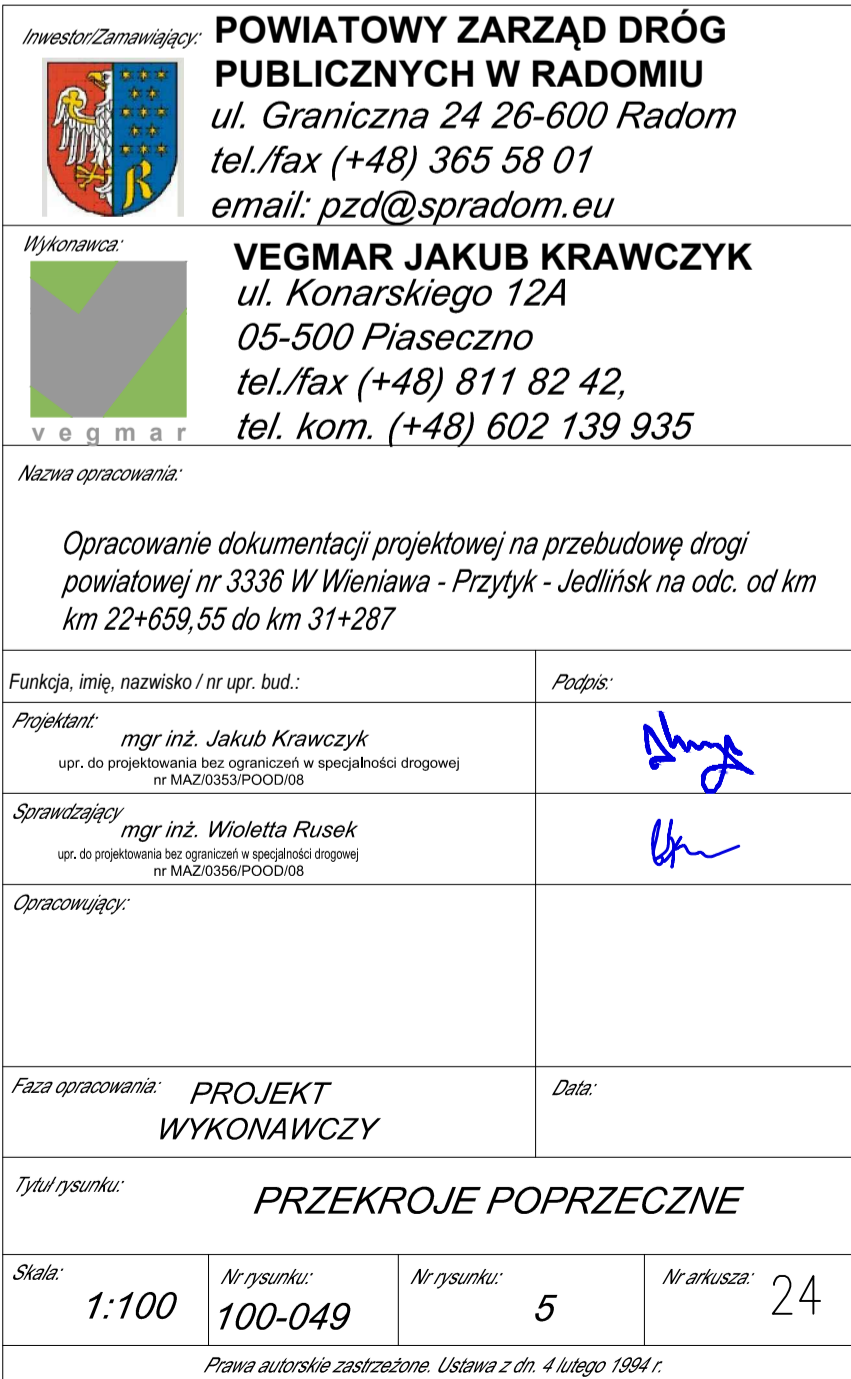 Inwestor/Zamawiający: POWIATOWY ZARZĄD DRÓG
PUBLICZNYCH W RADOMIU
ul. Graniczna 24 26-600 Radom
tel./fax (+48) 365 58 01
email: pzd@spradom.eu
R
Wykonawca:
VEGMAR JAKUB KRAWCZYK
ul. Konarskiego 12A
05-500 Piaseczno
tel./fax (+48) 811 82 42,
tel. kom. (+48) 602 139 935
vegmar
Nazwa opracowania:
Opracowanie dokumentacji projektowej na przebudowę drogi
powiatowej nr 3336 W Wieniawa - Przytyk - Jedlińsk na odc. od km
km 22+659,55 do km 31+287
Funkcja, imię, nazwisko / nr upr. bud.: Podpis:
Projektant:
mgr inż. Jakub Krawczyk
upr. do projektowania bez ograniczeń w specjalności drogowej
nr MAZ/0353/POOD/08
Sprawdzający
mgr inż. Wioletta Rusek
upr. do projektowania bez ograniczeń w specjalności drogowej
nr MAZ/0356/POOD/08
Opracowujący:
Faza opracowania: PROJEKT
WYKONAWCZY
Data:
Tytuł rysunku: PRZEKROJE POPRZECZNE
Skala: 1:100
Nr rysunku: 100-049
Nr rysunku: 5
Nr arkusza: 24
Prawa autorskie zastrzeżone. Ustawa z dn. 4 lutego 1994 r.